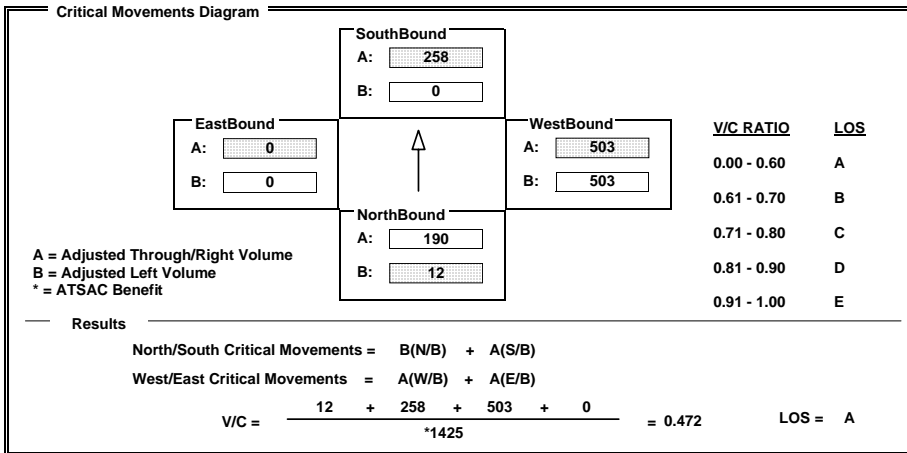 Critical Movements Diagram
SouthBound
A: 258
B: 0
EastBound
A: 0
B: 0
WestBound
A: 503
B: 503
NorthBound
A: 190
B: 12
V/C RATIO LOS
0.00 - 0.60 A
0.61 - 0.70 B
0.71 - 0.80 C
0.81 - 0.90 D
0.91 - 1.00 E
A = Adjusted Through/Right Volume
B = Adjusted Left Volume
* = ATSAC Benefit
Results
North/South Critical Movements = B(N/B) + A(S/B)
West/East Critical Movements = A(W/B) + A(E/B)
12 + 258 + 503 + 0
V/C = = 0.472 LOS = A
*1425